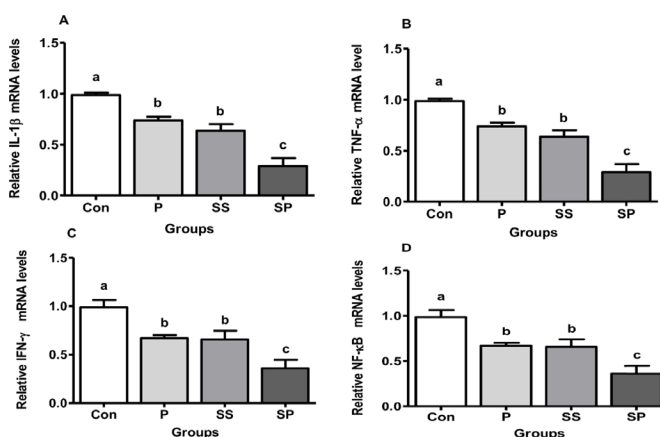 A
Relative IL-1β mRNA levels
1.5
1.0
0.5
0.0
a
b
b
c
Con
P
SS
SP
Groups
B
Relative TNF-α mRNA level
1.5
1.0
0.5
0.0
a
b
b
c
Con
P
SS
SP
Groups
C
Relative IFN-γ mRNA levels
1.5
1.0
0.5
0.0
a
b
b
c
Con
P
SS
SP
Groups
D
Relative NF-κB mRNA levels
1.5
1.0
0.5
0.0
a
b
b
c
Con
P
SS
SP
Groups